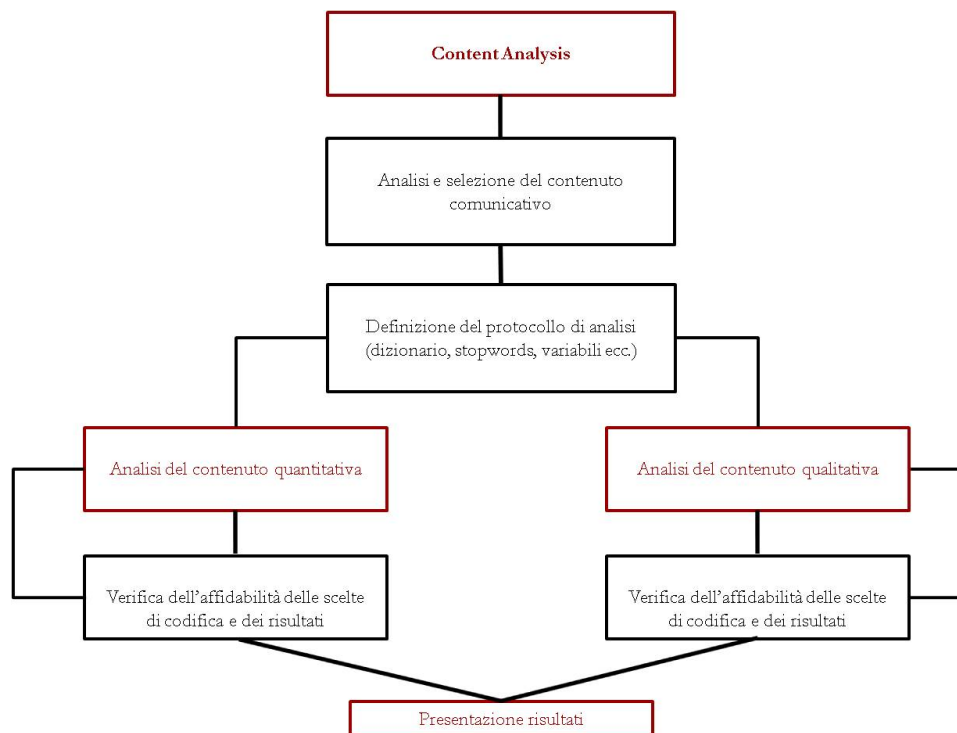 Content Analysis
Analisi e selezione del contenuto
comunicativo
Definizione del protocollo di analisi
(dizionario, stopwords, variabili ecc.)
Analisi del contenuto quantitativa
Analisi del contenuto qualitativa
Verifica dell'affidabilità delle scelte
di codifica e dei risultati
Verifica dell'affidabilità delle scelte
di codifica e dei risultati
Presentazione risultati